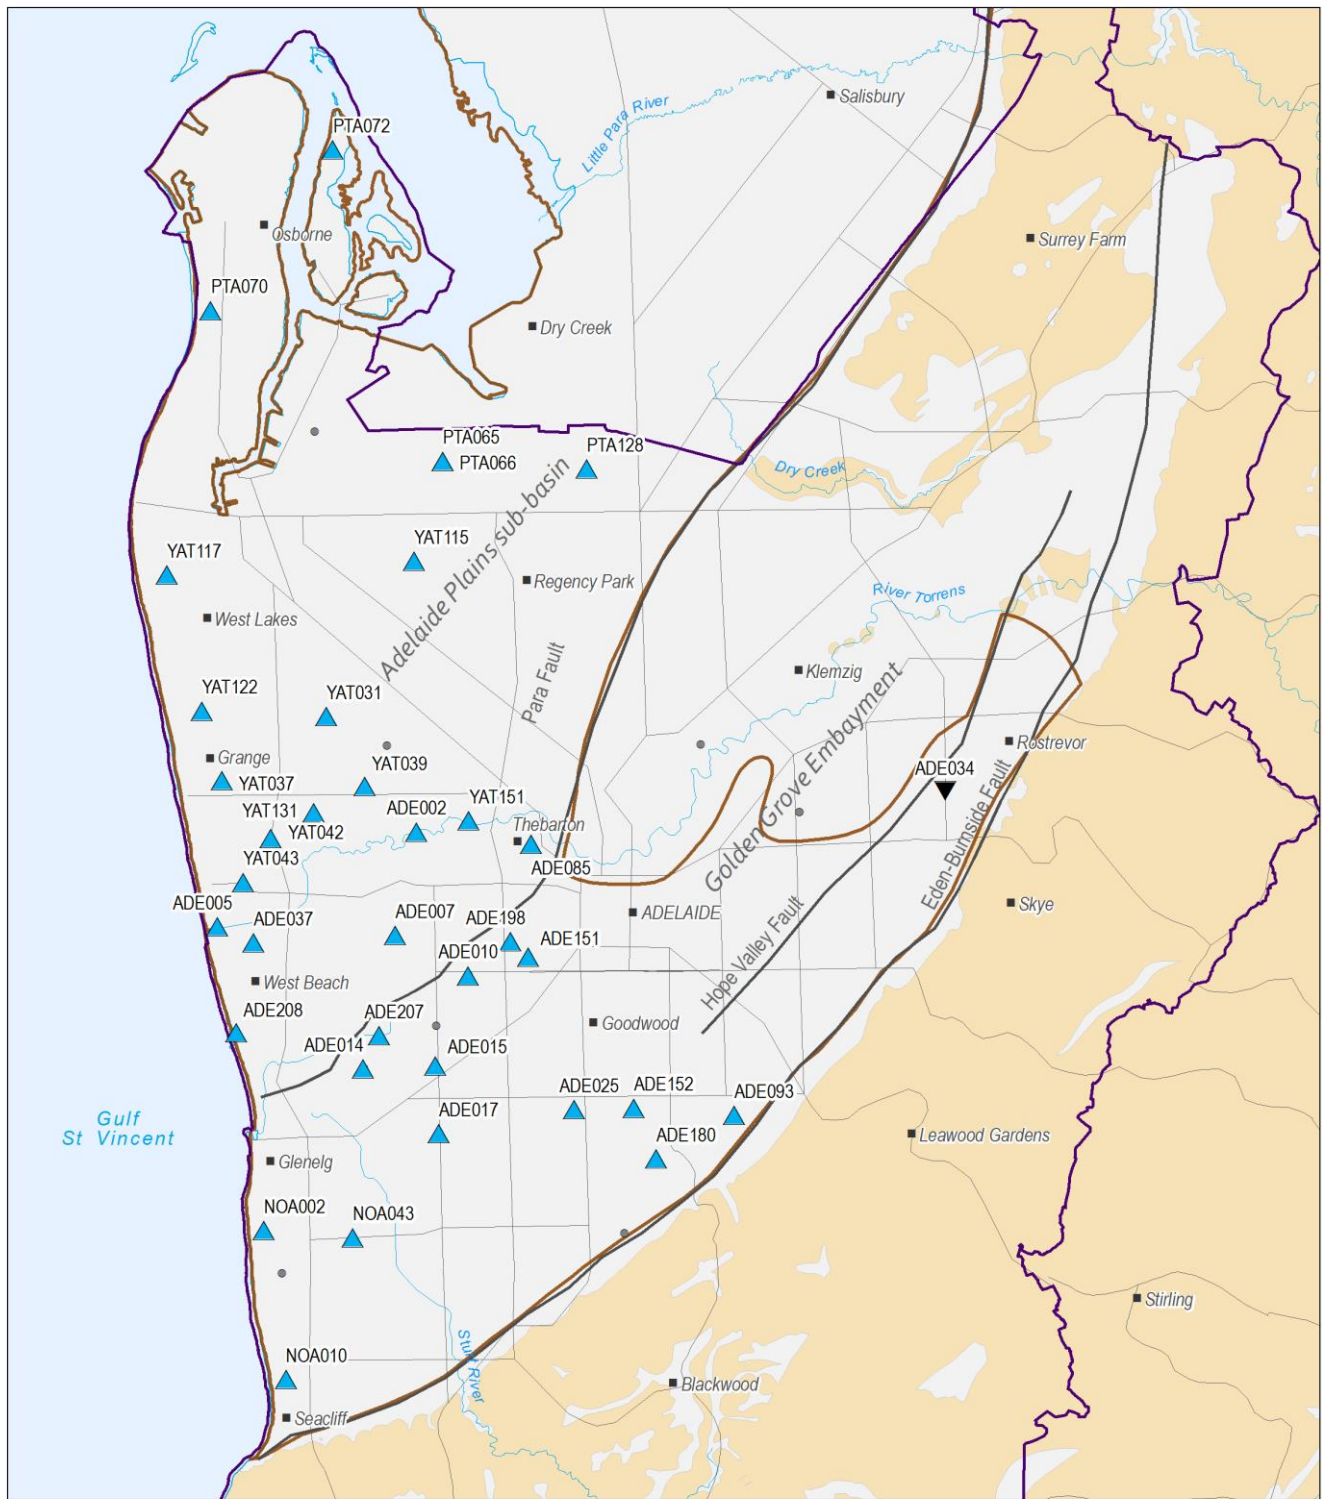 Salisbury
Little Para River
PTA072
Osborne
Surrey Farm
PTA070
Dry Creek
PTA065
PTA066
PTA128
Dry Creek
Adelaide Plains sub-basin
YAT115
YAT117
Regency Park
River Torrens
West Lakes
Para Fault
Klemzig
YAT122
YAT031
Golden Grove Embayment
Rostrevor
Grange
YAT039
ADE034
YAT037
YAT131
ADE002
YAT151
Thebarton
YAT042
Eden-Burnside Fault
YAT043
ADE085
ADE005
ADE037
ADE007
ADE198
ADELAIDE
Skye
ADE010
ADE151
Hope Valley Fault
West Beach
ADE208
ADE207
Goodwood
ADE014
ADE015
ADE025
ADE152
ADE093
ADE017
Gulf
St Vincent
ADE180
Leawood Gardens
Glenelg
NOA002
NOA043
Stirling
Sturt River
NOA010
Blackwood
Seacliff